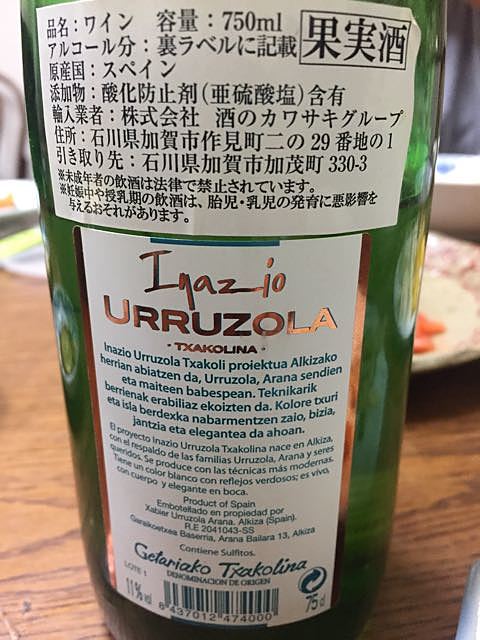 品名：ワイン 容量：750ml
アルコール分：裏ラベルに記載 果実酒
原産国：スペイン
添加物：酸化防止剤（亜硫酸塩）含有
輸入業者：株式会社 酒のカワサキグループ
住所：石川県加賀市作見町ニの29番地の1
引き取り先：石川県加賀市加茂町330-3
※未成年者の飲酒は法律で禁止されています。
※妊娠中や授乳期の飲酒は、胎児・乳児の発育に悪影響を
与えるおそれがあります。
Inazio
URRUZOLA
· TXAKOLINA ·
Inazio Urruzola Txakoli proiektua Alkizako
herrian abiatzen da, Urruzola, Arana sendien
eta maiteen babespean. Teknikarik
berrienak erabiliaz ekoizten da. Kolore txuri
eta isla berdexka nabarmentzen zaio, bizia,
jantzia eta elegantea da ahoan.
El proyecto Inazio Urruzola Txakolina nace en Alkiza,
con el respaldo de las familias Urruzola, Arana y seres
queridos. Se produce con las técnicas más modernas.
Tiene un color blanco con reflejos verdosos; es vivo,
con cuerpo y elegante en boca.
Product of Spain
Embotellado en propiedad por
Xabier Urruzola Arana. Alkiza (Spain).
R.E 2041043-SS
Garaikoetxea Baserria, Arana Bailara 13, Alkiza
Contiene Sulfitos.
Getariako Txakolina
DENOMINACION DE ORIGEN
LOTE 1
11% vol
6 437012 474000
75 cl